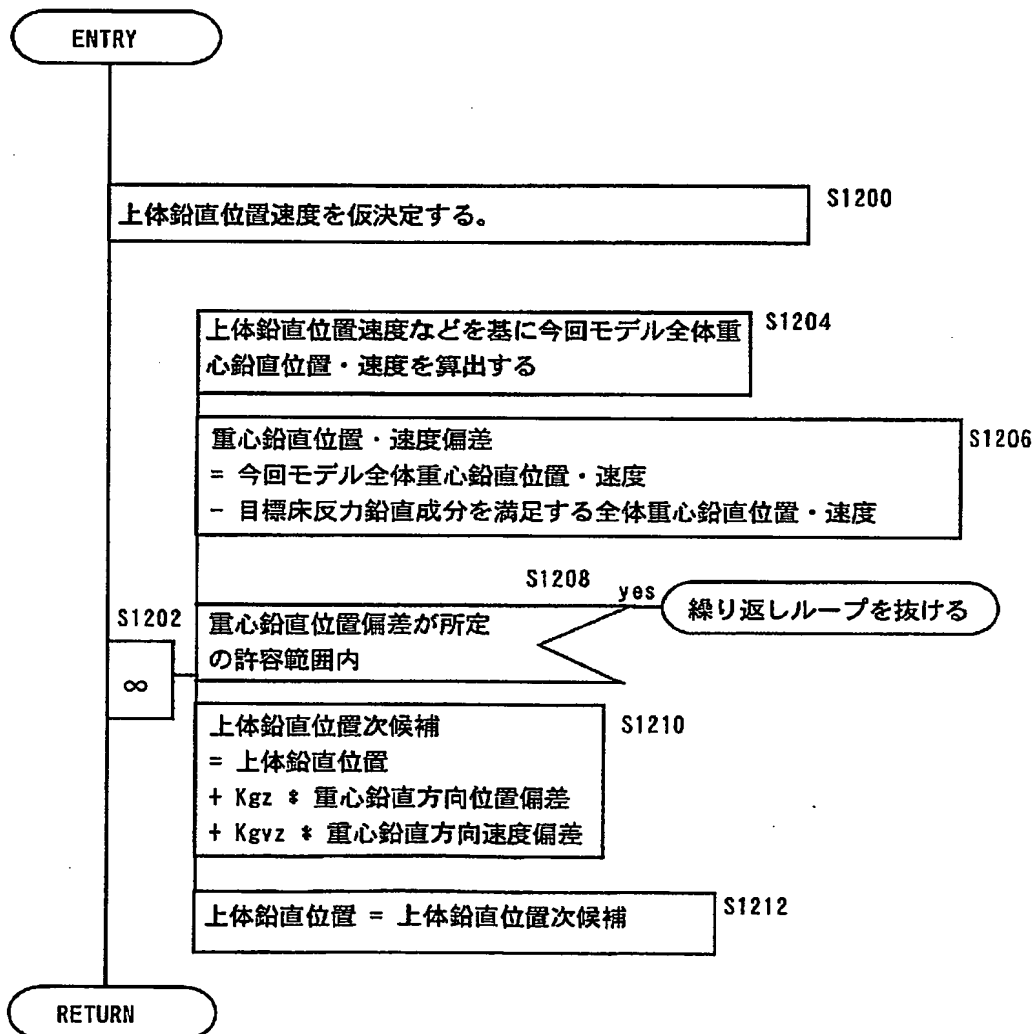 ENTRY
S1200
上体鉛直位置速度を仮決定する。
S1204
上体鉛直位置速度などを基に今回モデル全体重
心鉛直位置・速度を算出する
S1206
重心鉛直位置・速度偏差
= 今回モデル全体重心鉛直位置・速度
- 目標床反力鉛直成分を満足する全体重心鉛直位置・速度
S1202
∞
S1208
yes
繰り返しループを抜ける
重心鉛直位置偏差が所定
の許容範囲内
S1210
上体鉛直位置次候補
= 上体鉛直位置
+ Kgz * 重心鉛直方向位置偏差
+ Kgvz * 重心鉛直方向速度偏差
S1212
上体鉛直位置 = 上体鉛直位置次候補
RETURN